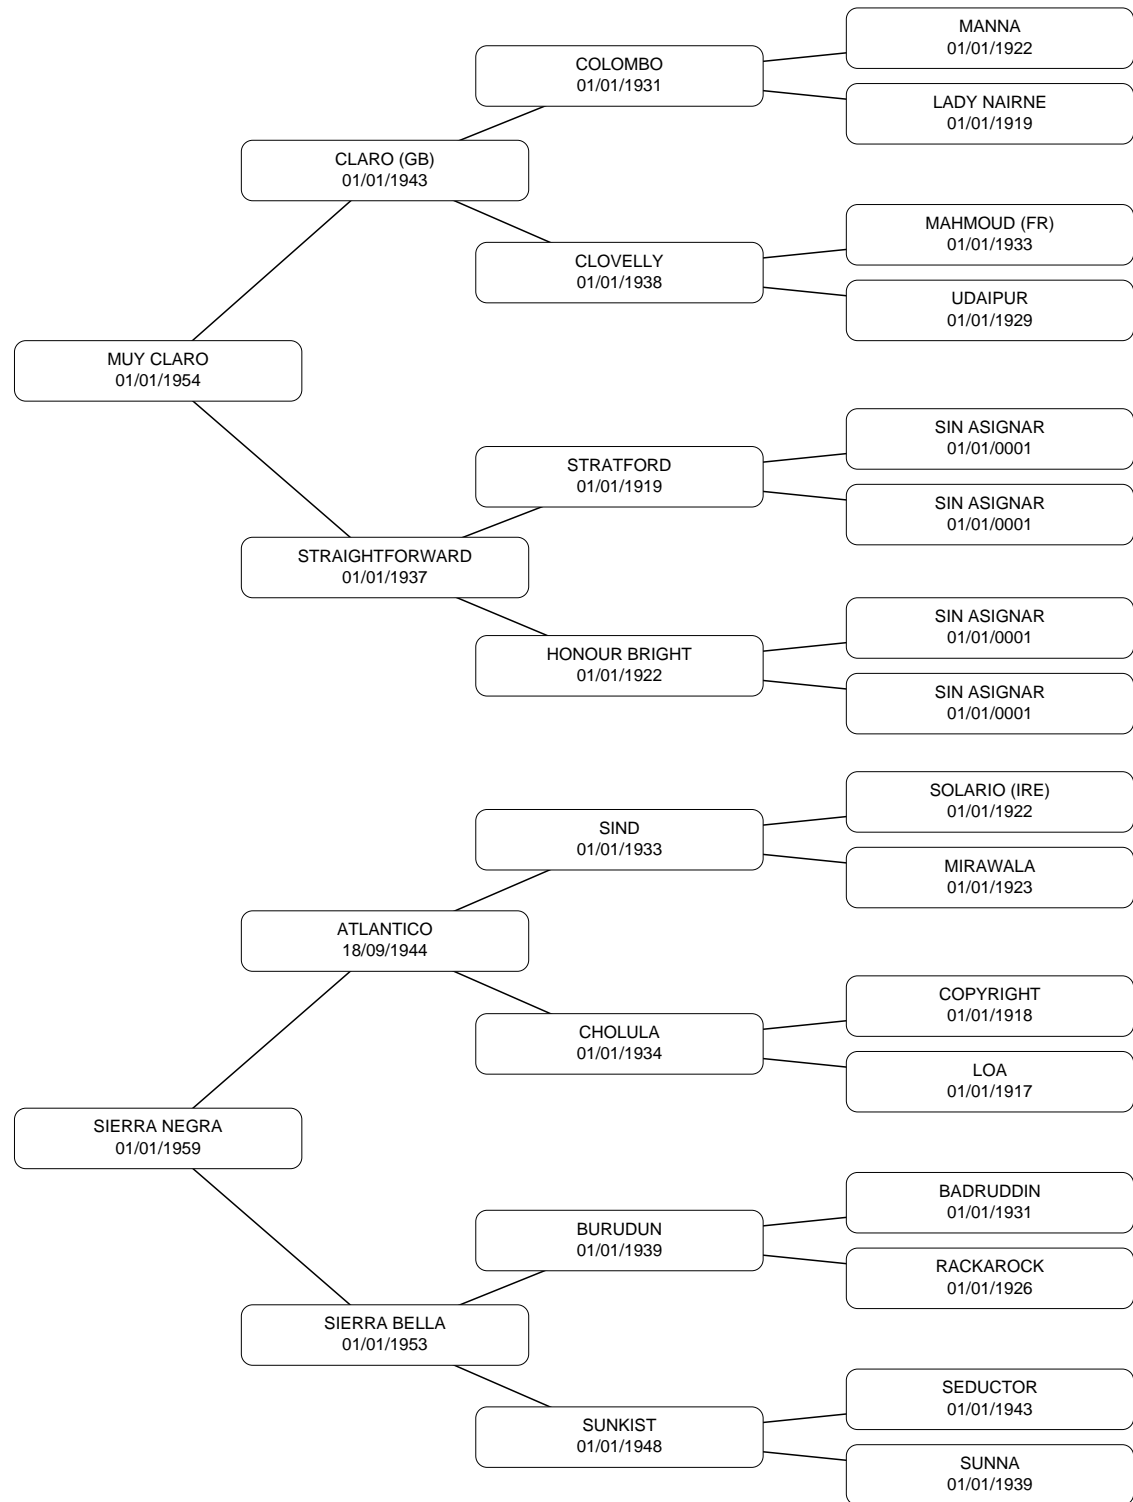 MANNA
01/01/1922
COLOMBO
01/01/1931
LADY NAIRNE
01/01/1919
CLARO (GB)
01/01/1943
MAHMOUD (FR)
01/01/1933
CLOVELLY
01/01/1938
UDAIPUR
01/01/1929
MUY CLARO
01/01/1954
SIN ASIGNAR
01/01/0001
STRATFORD
01/01/1919
SIN ASIGNAR
01/01/0001
STRAIGHTFORWARD
01/01/1937
SIN ASIGNAR
01/01/0001
HONOUR BRIGHT
01/01/1922
SIN ASIGNAR
01/01/0001
SOLARIO (IRE)
01/01/1922
SIND
01/01/1933
MIRAWALA
01/01/1923
ATLANTICO
18/09/1944
COPYRIGHT
01/01/1918
CHOLULA
01/01/1934
LOA
01/01/1917
SIERRA NEGRA
01/01/1959
BADRUDDIN
01/01/1931
BURUDUN
01/01/1939
RACKAROCK
01/01/1926
SIERRA BELLA
01/01/1953
SEDUCTOR
01/01/1943
SUNKIST
01/01/1948
SUNNA
01/01/1939